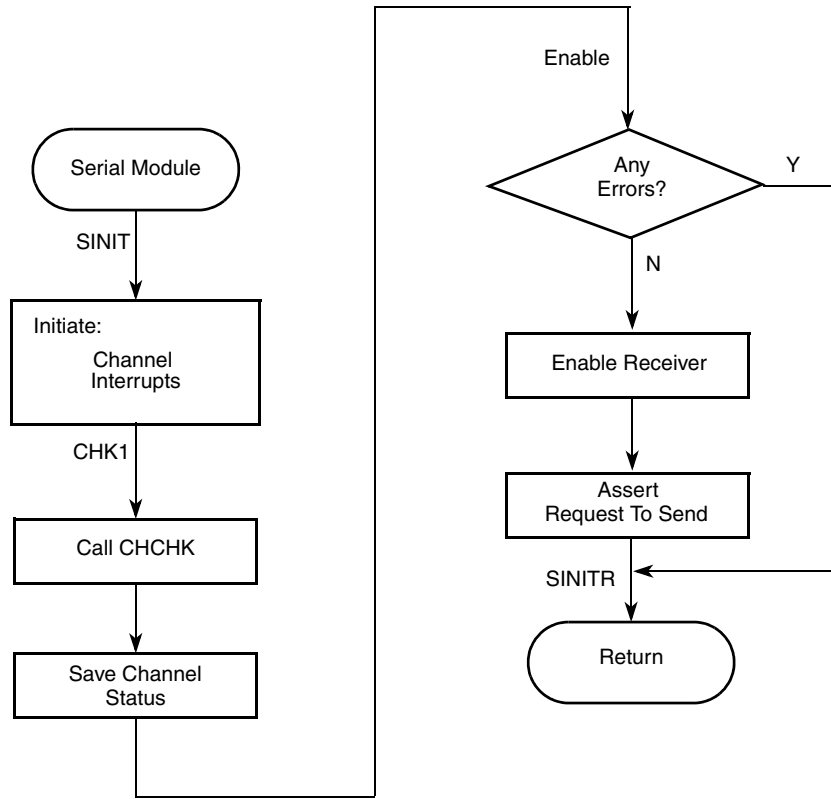 Serial Module
SINIT
Initiate:
Channel
Interrupts
CHK1
Call CHCHK
Save Channel
Status
Enable
Any
Errors?
Y
N
Enable Receiver
Assert
Request To Send
SINITR
Return